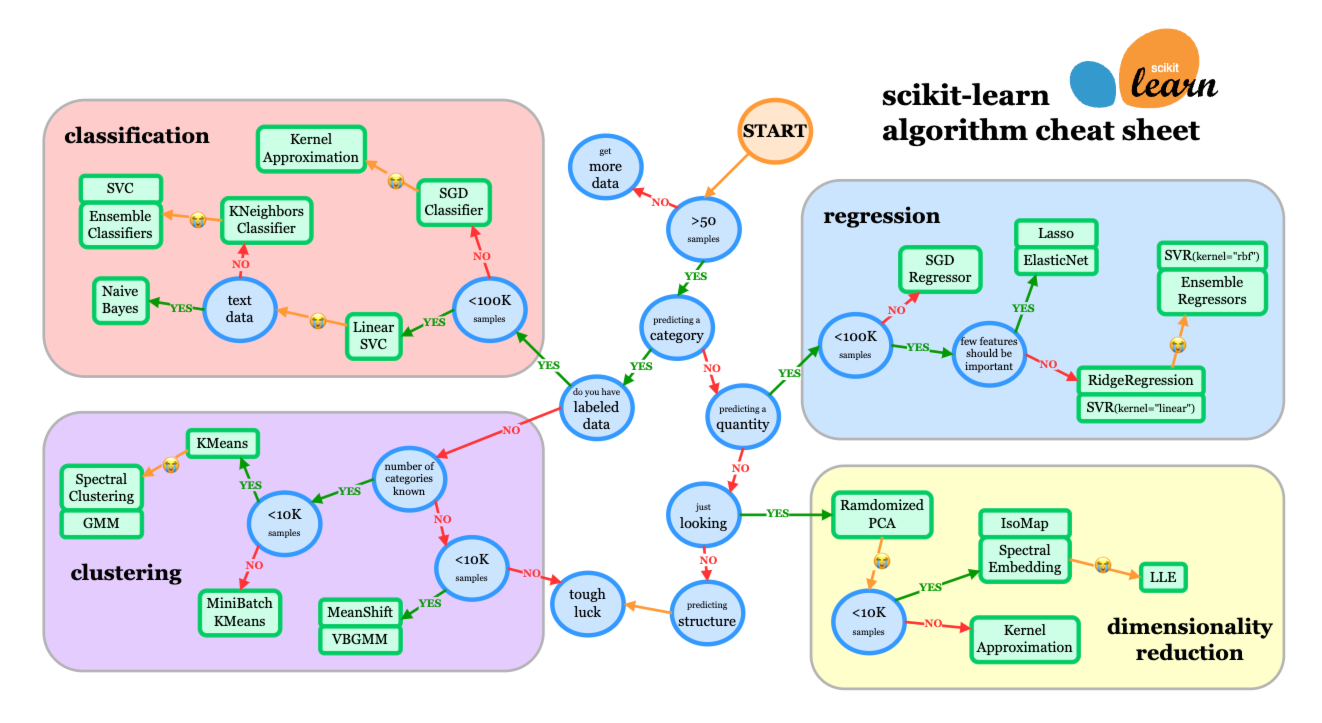 scikit
learn
scikit-learn
algorithm cheat sheet
START
get
more
data
NO
>50
samples
YES
predicting a
category
YES
NO
do you have
labeled
data
YES
NO
predicting a
quantity
YES
NO
just
looking
YES
NO
predicting
structure
tough
luck
classification
Kernel
Approximation
SGD
Classifier
SVC
Ensemble
Classifiers
KNeighbors
Classifier
NO
NO
Naive
Bayes
YES
text
data
Linear
SVC
YES
<100K
samples
regression
SGD
Regressor
Lasso
ElasticNet
SVR(kernel="rbf")
Ensemble
Regressors
<100K
samples
NO
YES
few features
should be
important
YES
NO
RidgeRegression
SVR(kernel="linear")
clustering
KMeans
Spectral
Clustering
GMM
YES
<10K
samples
YES
number of
categories
known
NO
NO
MiniBatch
KMeans
<10K
samples
NO
YES
MeanShift
VBGMM
dimensionality
reduction
Randomized
PCA
IsoMap
Spectral
Embedding
LLE
YES
<10K
samples
NO
Kernel
Approximation